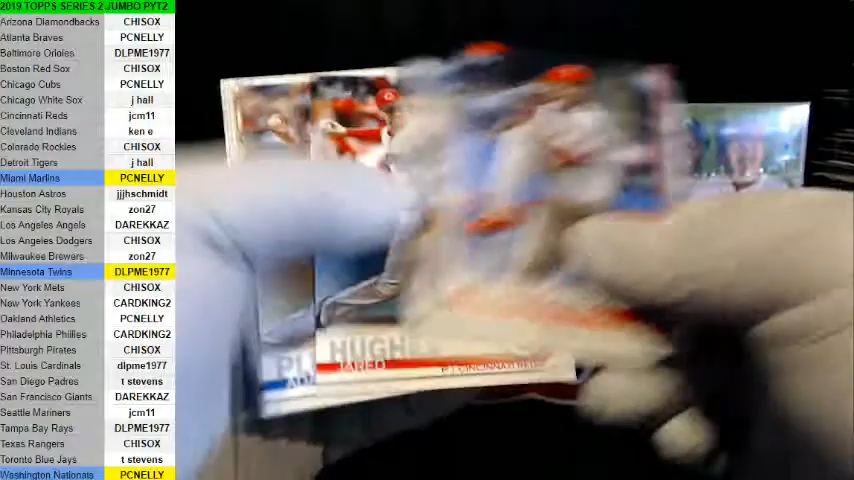 2019 TOPPS SERIES 2 JUMBO PYT2
Arizona Diamondbacks CHISOX
Atlanta Braves PCNELLY
Baltimore Orioles DLPME1977
Boston Red Sox CHISOX
Chicago Cubs PCNELLY
Chicago White Sox j hall
Cincinnati Reds jcm11
Cleveland Indians ken e
Colorado Rockies CHISOX
Detroit Tigers j hall
Miami Marlins PCNELLY
Houston Astros jjjhschmidt
Kansas City Royals zon27
Los Angeles Angels DAREKKAZ
Los Angeles Dodgers CHISOX
Milwaukee Brewers zon27
Minnesota Twins DLPME1977
New York Mets CHISOX
New York Yankees CARDKING2
Oakland Athletics PCNELLY
Philadelphia Phillies CARDKING2
Pittsburgh Pirates CHISOX
St. Louis Cardinals dlpme1977
San Diego Padres t stevens
San Francisco Giants DAREKKAZ
Seattle Mariners jcm11
Tampa Bay Rays DLPME1977
Texas Rangers CHISOX
Toronto Blue Jays t stevens
Washington Nationals PCNELLY
HUGH
JARED